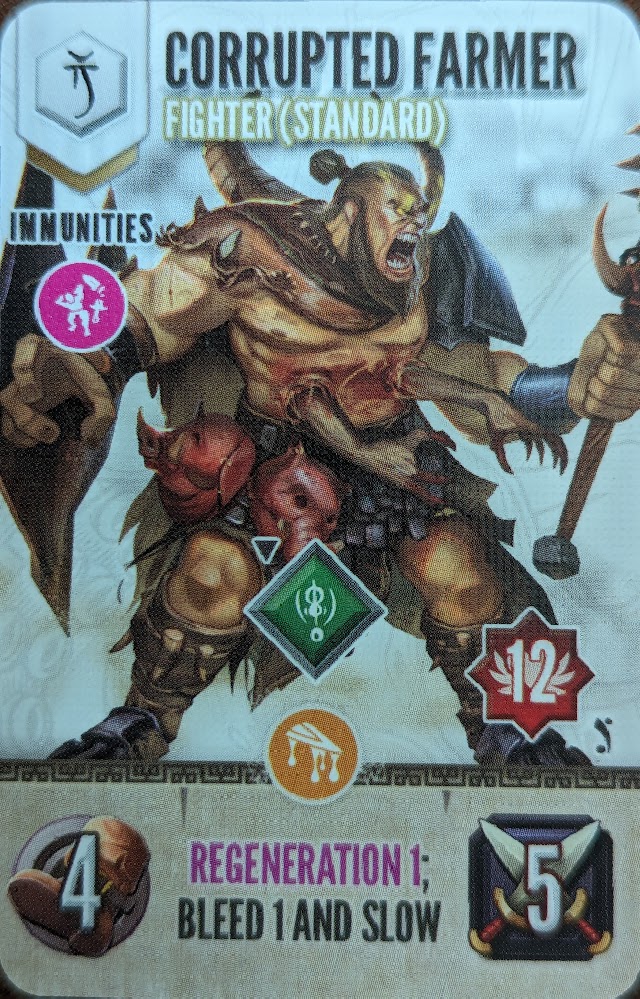 CORRUPTED FARMER
FIGHTER (STANDARD)
IMMUNITIES
12
4
REGENERATION 1;
BLEED 1 AND SLOW
5